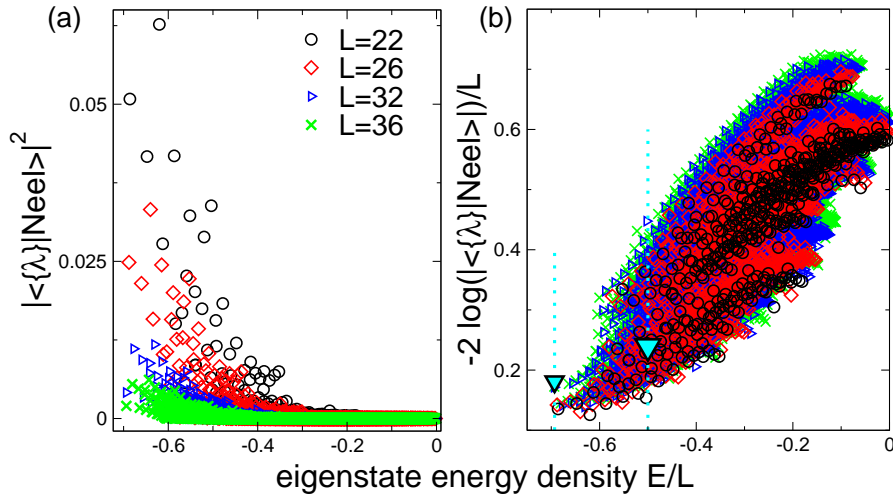 (a)
L=22
L=26
L=32
L=36
|<{λ}|Neel>|²
0.05
0.025
0
-0.6
-0.4
-0.2
0
(b)
-2 log(|<{λ}|Neel>|)/L
0.6
0.4
0.2
-0.6
-0.4
-0.2
0
eigenstate energy density E/L